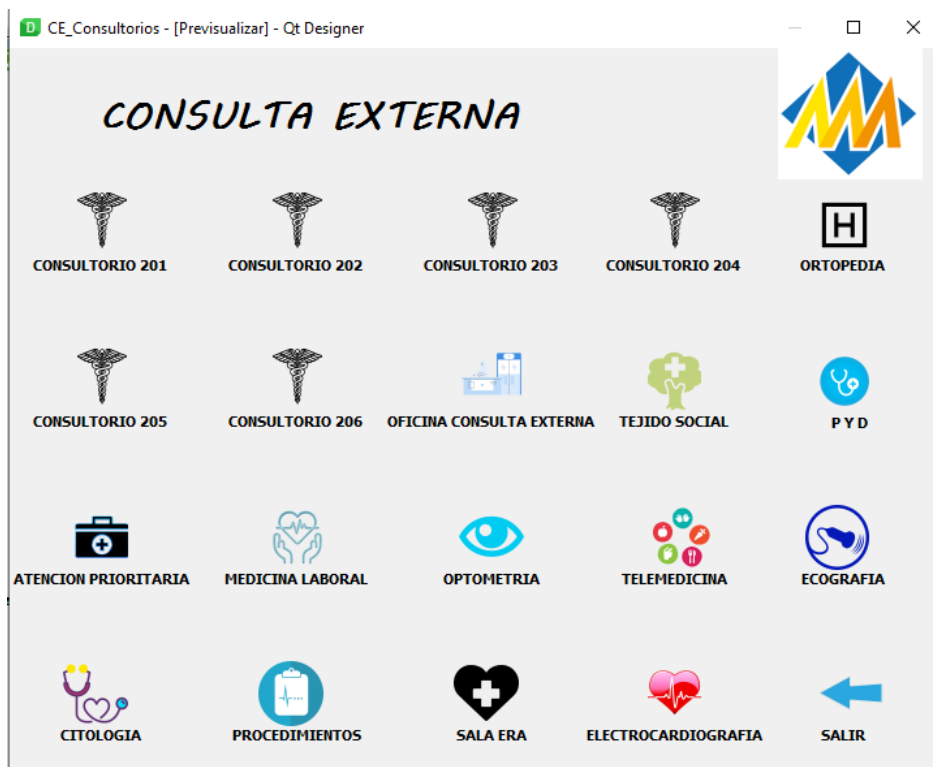 CE_Consultorios - [Previsualizar] - Qt Designer
CONSULTA EXTERNA
CONSULTORIO 201
CONSULTORIO 202
CONSULTORIO 203
CONSULTORIO 204
H
ORTOPEDIA
CONSULTORIO 205
CONSULTORIO 206
OFICINA CONSULTA EXTERNA
TEJIDO SOCIAL
P Y D
ATENCION PRIORITARIA
MEDICINA LABORAL
OPTOMETRIA
TELEMEDICINA
ECOGRAFIA
CITOLOGIA
PROCEDIMIENTOS
SALA ERA
ELECTROCARDIOGRAFIA
SALIR